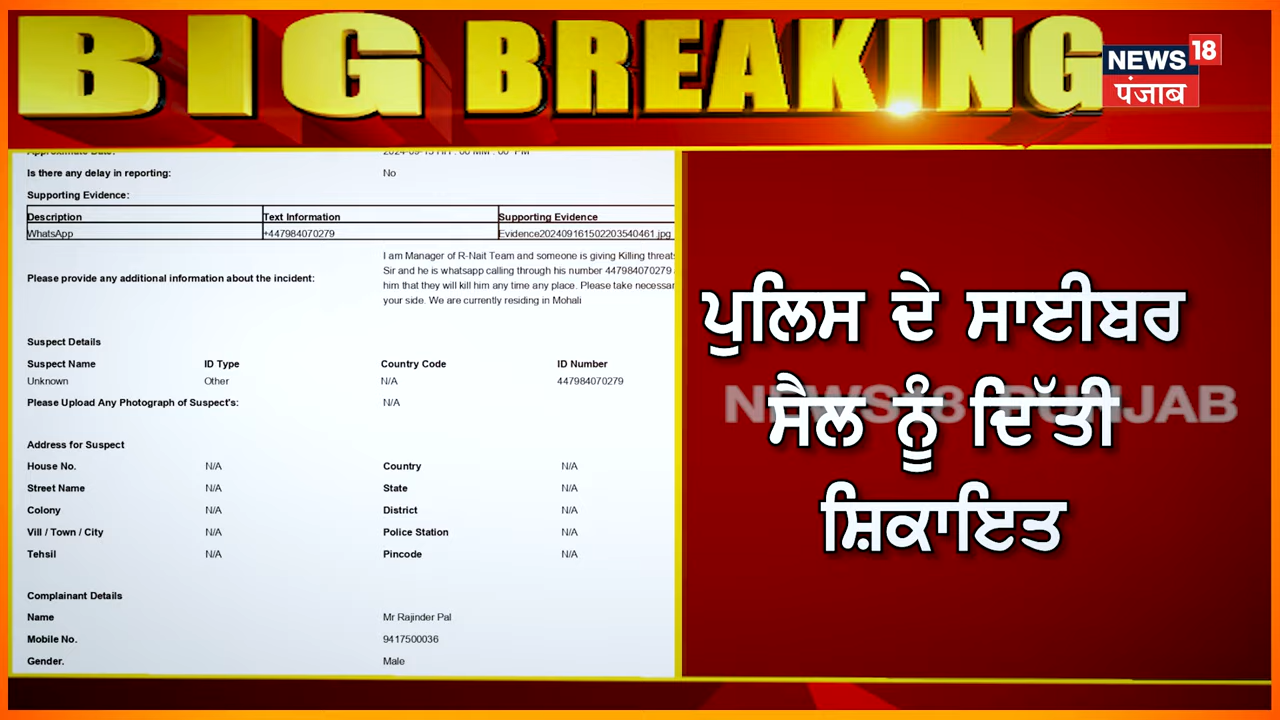 BIG BREAKING
NEWS 18
ਪੰਜਾਬ
Approximate Date:
Is there any delay in reporting: No
Supporting Evidence:
Description Text Information Supporting Evidence
WhatsApp +447984070279 Evidence202409161502203540461.jpg
I am Manager of R-Nait Team and someone is giving Killing threats
Please provide any additional information about the incident: Sir and he is whatsapp calling through his number 447984070279
him that they will kill him any time any place. Please take necessar
your side. We are currently residing in Mohali
Suspect Details
Suspect Name ID Type Country Code ID Number
Unknown Other N/A 447984070279
Please Upload Any Photograph of Suspect's: N/A
Address for Suspect
House No. N/A Country N/A
Street Name N/A State N/A
Colony N/A District N/A
Vill / Town / City N/A Police Station N/A
Tehsil N/A Pincode N/A
Complainant Details
Name Mr Rajinder Pal
Mobile No. 9417500036
Gender. Male
ਪੁਲਿਸ ਦੇ ਸਾਈਬਰ
ਸੈਲ ਨੂੰ ਦਿੱਤੀ
ਸ਼ਿਕਾਇਤ
NEWS18 PUNJAB